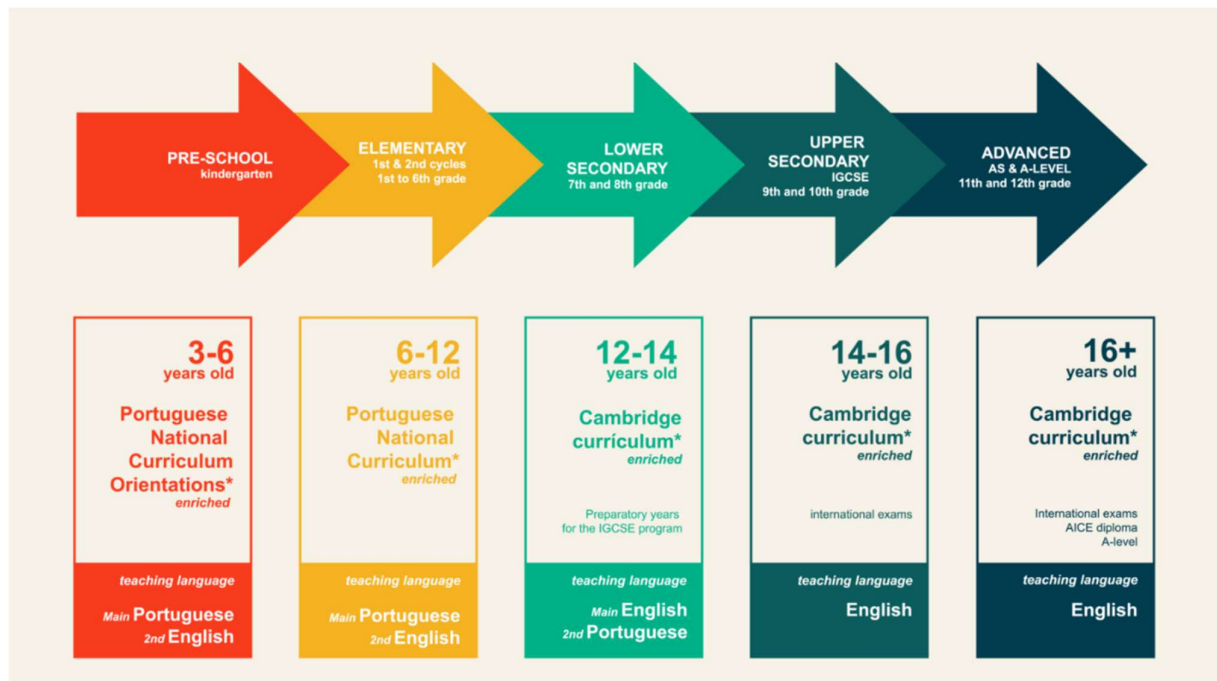 PRE-SCHOOL
kindergarten
ELEMENTARY
1st & 2nd cycles
1st to 6th grade
LOWER
SECONDARY
7th and 8th grade
UPPER
SECONDARY
IGCSE
9th and 10th grade
ADVANCED
AS & A-LEVEL
11th and 12th grade
3-6
years old
Portuguese
National
Curriculum
Orientations*
enriched
teaching language
Main Portuguese
2nd English
6-12
years old
Portuguese
National
Curriculum*
enriched
teaching language
Main Portuguese
2nd English
12-14
years old
Cambridge
currículum*
enriched
Preparatory years
for the IGCSE program
teaching language
Main English
2nd Portuguese
14-16
years old
Cambridge
curriculum*
enriched
international exams
teaching language
English
16+
years old
Cambridge
curriculum*
enriched
International exams
AICE diploma
A-level
teaching language
English